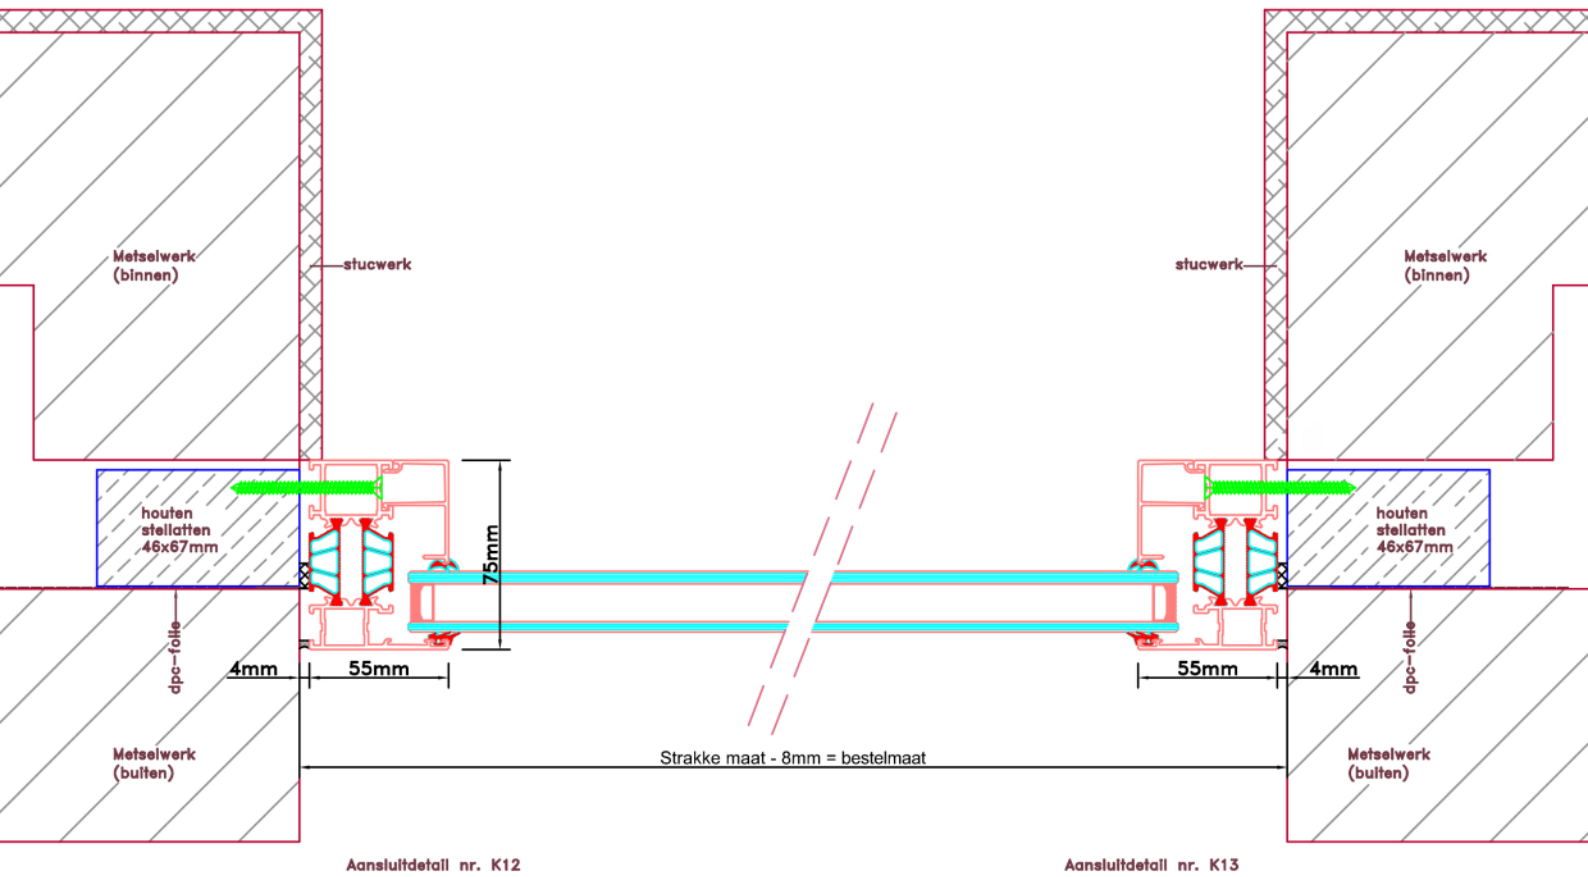 Metselwerk
(binnen)
stucwerk
stucwerk
Metselwerk
(binnen)
houten
stellatten
46x67mm
75mm
houten
stellatten
46x67mm
dpc-folie
4mm
55mm
55mm
4mm
dpc-folie
Metselwerk
(buiten)
Strakke maat - 8mm = bestelmaat
Metselwerk
(buiten)
Aansluitdetail nr. K12
Aansluitdetail nr. K13